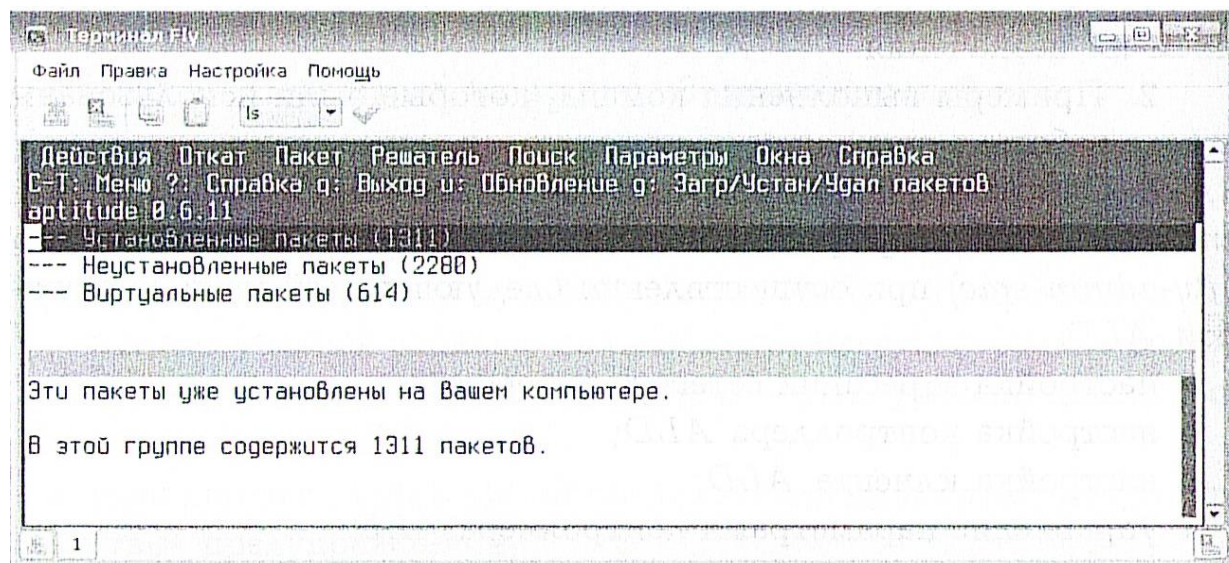 Терминал Fly
Файл Правка Настройка Помощь
ls
Действия Откат Пакет Решатель Поиск Параметры Окна Справка
C-T: Меню ?: Справка q: Выход u: Обновление g: Загр/Устан/Удал пакетов
aptitude 0.6.11
--- Установленные пакеты (1311)
--- Неустановленные пакеты (2280)
--- Виртуальные пакеты (614)
Эти пакеты уже установлены на Вашем компьютере.
В этой группе содержится 1311 пакетов.
1